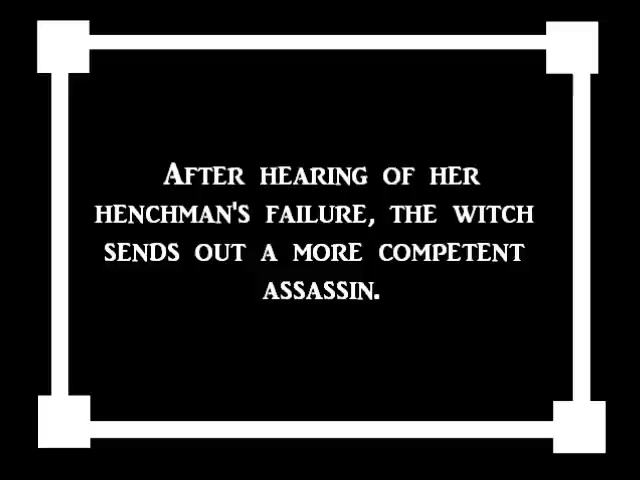 After hearing of her
henchman's failure, the witch
sends out a more competent
assassin.